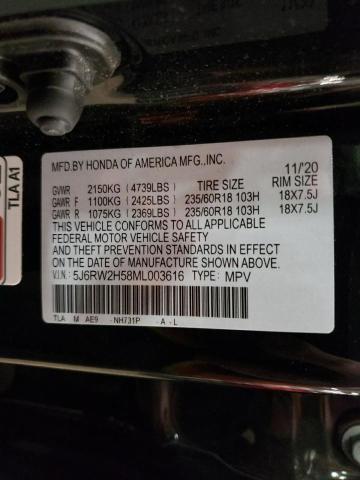 TLA A1
MFD.BY HONDA OF AMERICA MFG.,INC. 11/'20
GVWR 2150KG (4739LBS) TIRE SIZE RIM SIZE
GAWR F 1100KG (2425LBS) 235/60R18 103H 18X7.5J
GAWR R 1075KG (2369LBS) 235/60R18 103H 18X7.5J
THIS VEHICLE CONFORMS TO ALL APPLICABLE
FEDERAL MOTOR VEHICLE SAFETY
AND THEFT PREVENTION STANDARDS IN EFFECT ON
THE DATE OF MANUFACTURE SHOWN ABOVE.
V.I.N.: 5J6RW2H58ML003616 TYPE: MPV
TLA M AE9 -NH731P -A -L